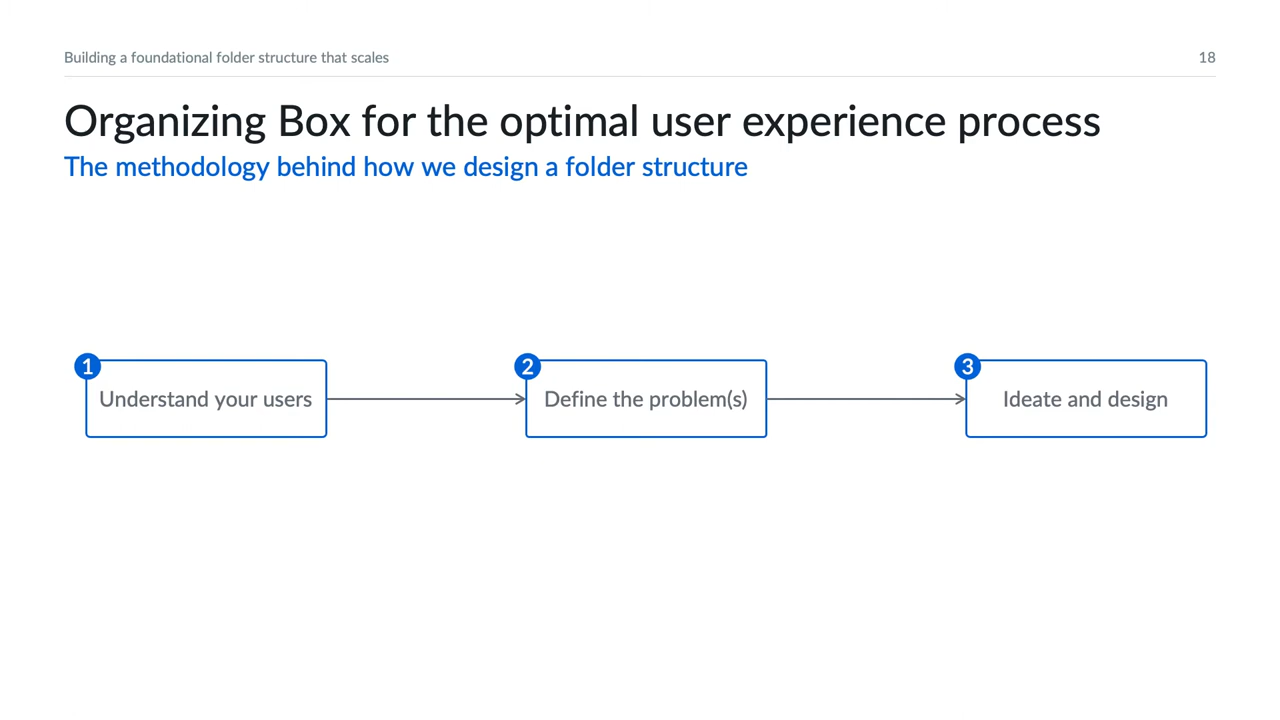 Building a foundational folder structure that scales
18
Organizing Box for the optimal user experience process
The methodology behind how we design a folder structure
1
Understand your users
2
Define the problem(s)
3
Ideate and design